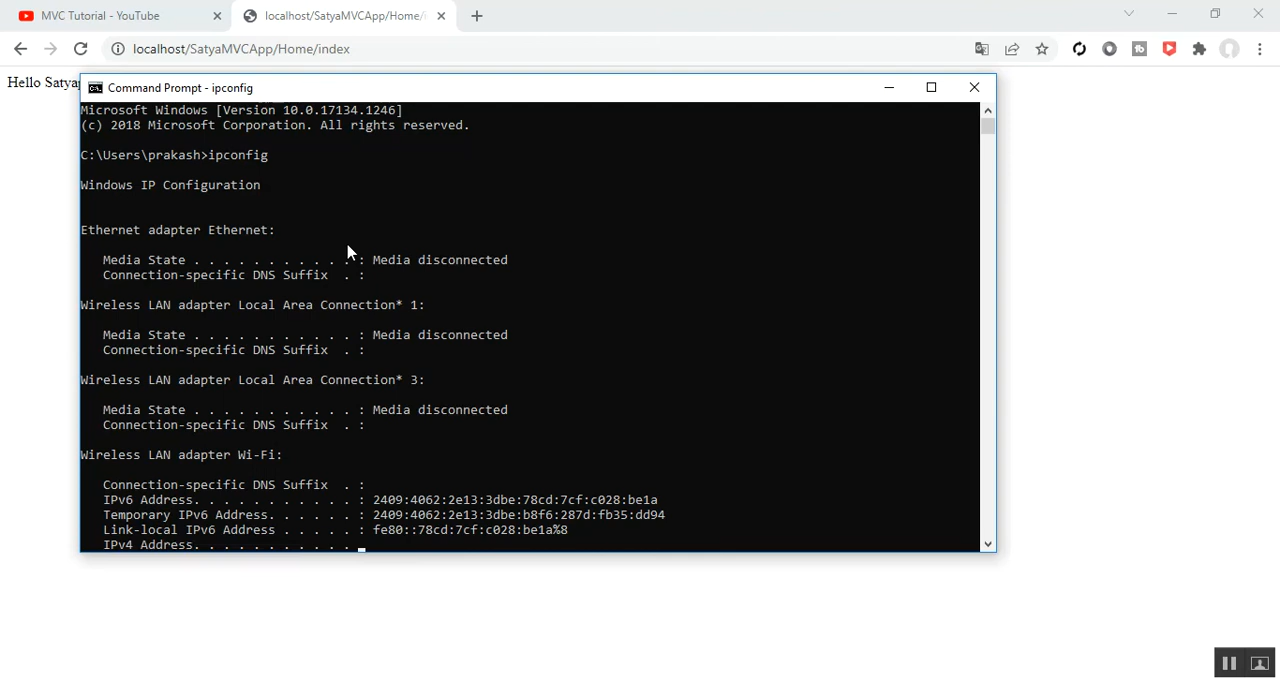 MVC Tutorial - YouTube
localhost/SatyaMVCApp/Home/
localhost/SatyaMVCApp/Home/index
Hello
Command Prompt - ipconfig
Microsoft Windows [Version 10.0.17134.1246]
(c) 2018 Microsoft Corporation. All rights reserved.
C:\Users\prakash>ipconfig
Windows IP Configuration
Ethernet adapter Ethernet:
Media State . . . . . . . . . . . : Media disconnected
Connection-specific DNS Suffix . :
Wireless LAN adapter Local Area Connection* 1:
Media State . . . . . . . . . . . : Media disconnected
Connection-specific DNS Suffix . :
Wireless LAN adapter Local Area Connection* 3:
Media State . . . . . . . . . . . : Media disconnected
Connection-specific DNS Suffix . :
Wireless LAN adapter Wi-Fi:
Connection-specific DNS Suffix . :
IPv6 Address. . . . . . . . . . . : 2409:4062:2e13:3dbe:78cd:7cf:c028:be1a
Temporary IPv6 Address. . . . . . : 2409:4062:2e13:3dbe:b8f6:287d:fb35:dd94
Link-local IPv6 Address . . . . . : fe80::78cd:7cf:c028:be1a%8
IPv4 Address. . . . . . . . . . .